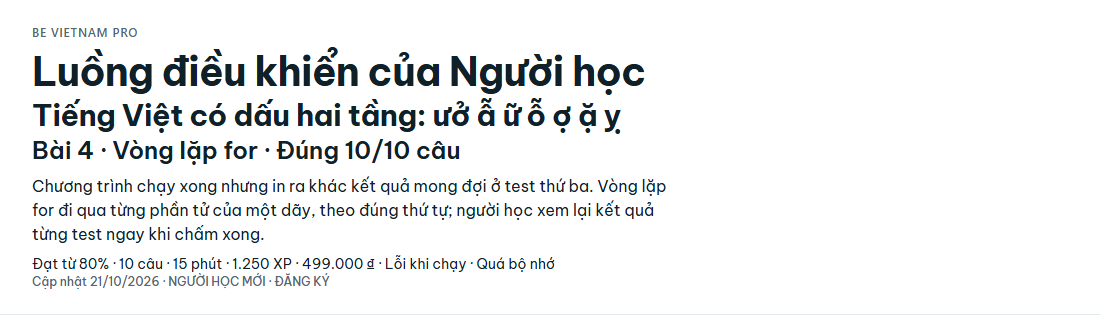 BE VIETNAM PRO
Luồng điều khiển của Người học
Tiếng Việt có dấu hai tầng: ưở ẫ ữ ỗ ợ ặ ỵ
Bài 4 · Vòng lặp for · Đúng 10/10 câu
Chương trình chạy xong nhưng in ra khác kết quả mong đợi ở test thứ ba. Vòng lặp
for đi qua từng phần tử của một dãy, theo đúng thứ tự; người học xem lại kết quả
từng test ngay khi chấm xong.
Đạt từ 80% · 10 câu · 15 phút · 1.250 XP · 499.000 ₫ · Lỗi khi chạy · Quá bộ nhớ
Cập nhật 21/10/2026 · NGƯỜI HỌC MỚI · ĐĂNG KÝ